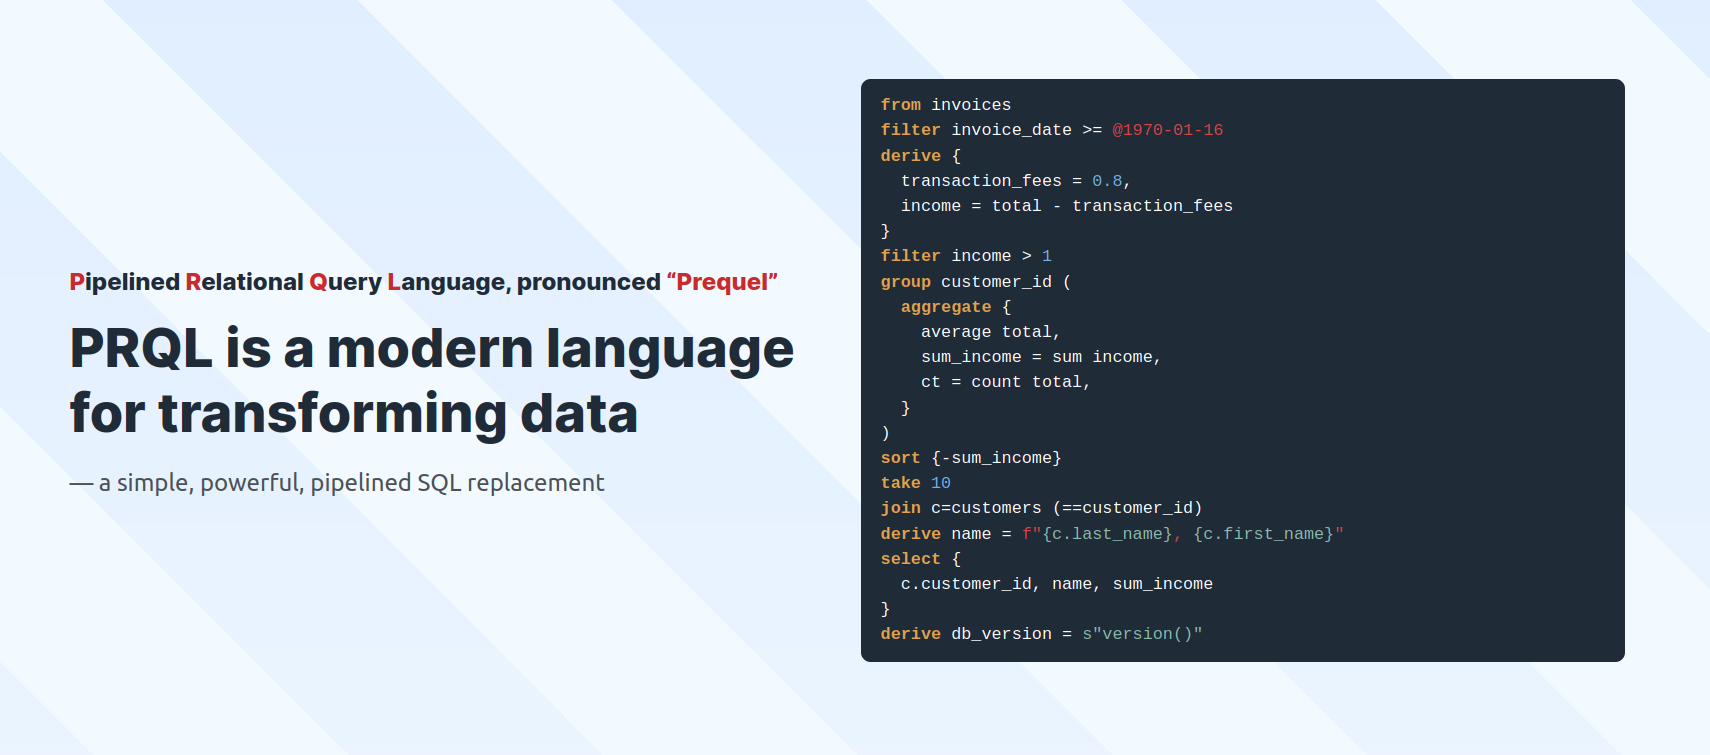 Pipelined Relational Query Language, pronounced “Prequel”
PRQL is a modern language
for transforming data
— a simple, powerful, pipelined SQL replacement
from invoices
filter invoice_date >= @1970-01-16
derive {
  transaction_fees = 0.8,
  income = total - transaction_fees
}
filter income > 1
group customer_id (
  aggregate {
    average total,
    sum_income = sum income,
    ct = count total,
  }
)
sort {-sum_income}
take 10
join c=customers (==customer_id)
derive name = f"{c.last_name}, {c.first_name}"
select {
  c.customer_id, name, sum_income
}
derive db_version = s"version()"